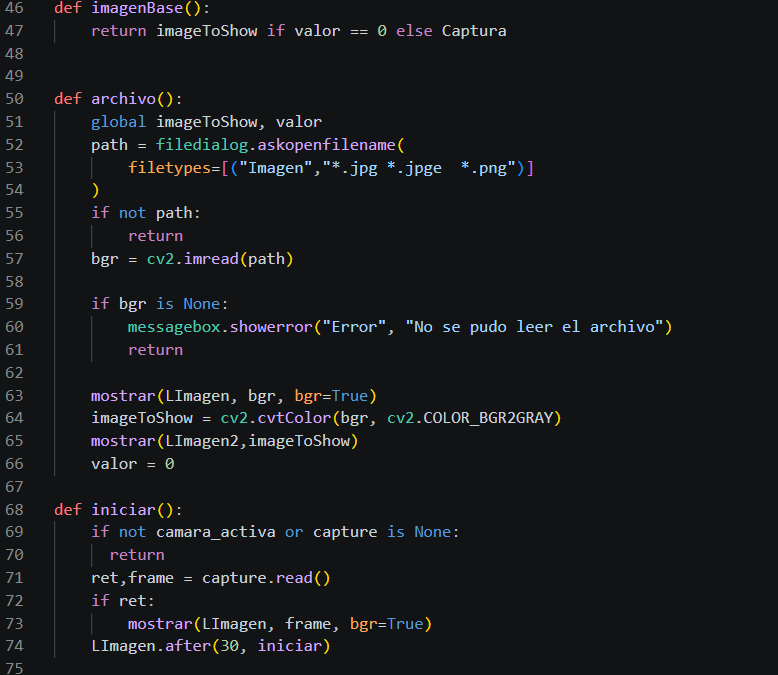 46 def imagenBase():
47     return imageToShow if valor == 0 else Captura
48
49
50 def archivo():
51     global imageToShow, valor
52     path = filedialog.askopenfilename(
53         filetypes=[("Imagen","*.jpg *.jpge  *.png")]
54     )
55     if not path:
56         return
57     bgr = cv2.imread(path)
58
59     if bgr is None:
60         messagebox.showerror("Error", "No se pudo leer el archivo")
61         return
62
63     mostrar(LImagen, bgr, bgr=True)
64     imageToShow = cv2.cvtColor(bgr, cv2.COLOR_BGR2GRAY)
65     mostrar(LImagen2,imageToShow)
66     valor = 0
67
68 def iniciar():
69     if not camara_activa or capture is None:
70       return
71     ret,frame = capture.read()
72     if ret:
73         mostrar(LImagen, frame, bgr=True)
74     LImagen.after(30, iniciar)
75